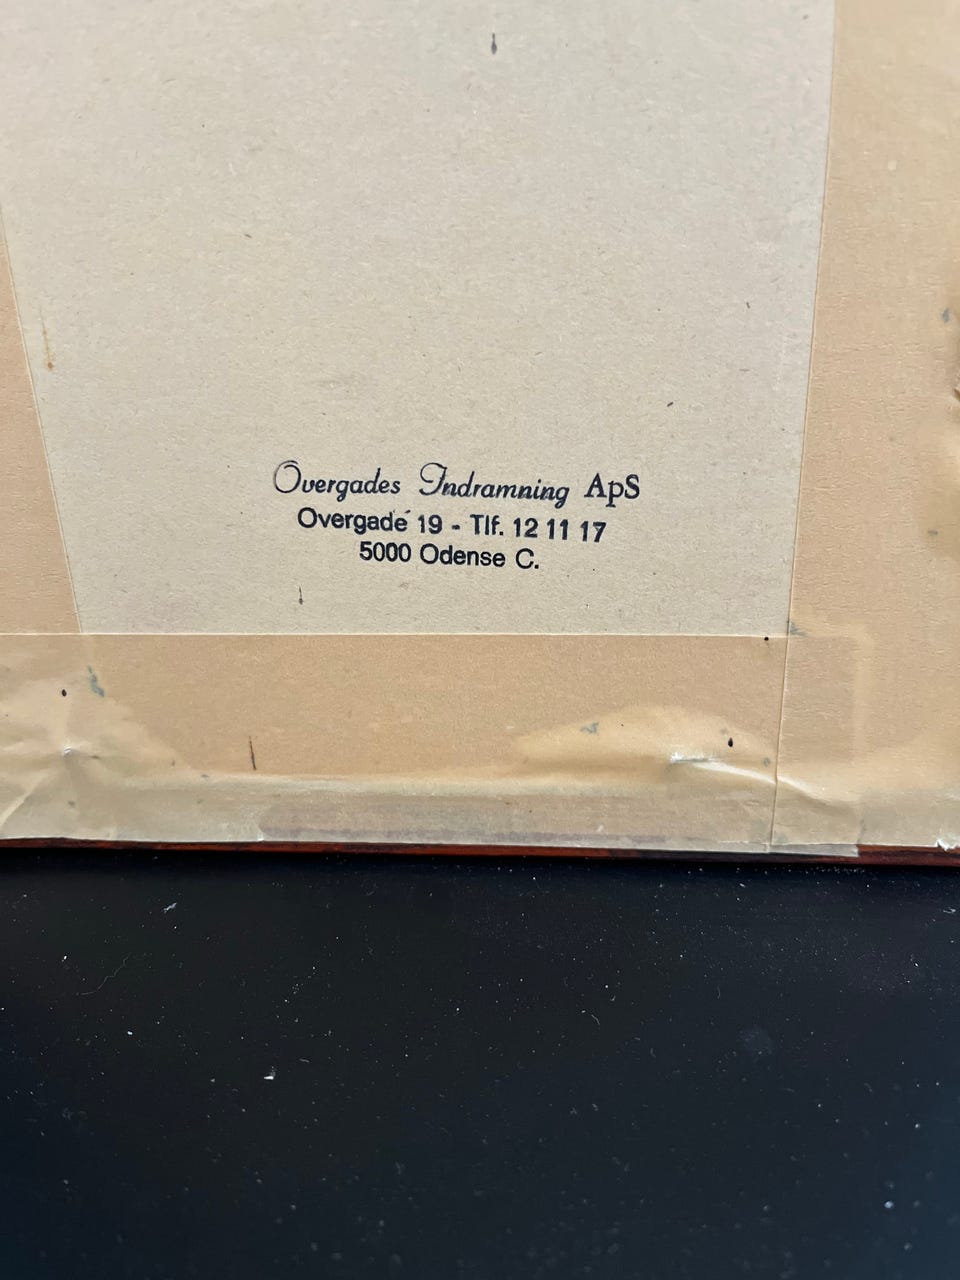 Overgades Indramning ApS
Overgade 19 - Tlf. 12 11 17
5000 Odense C.